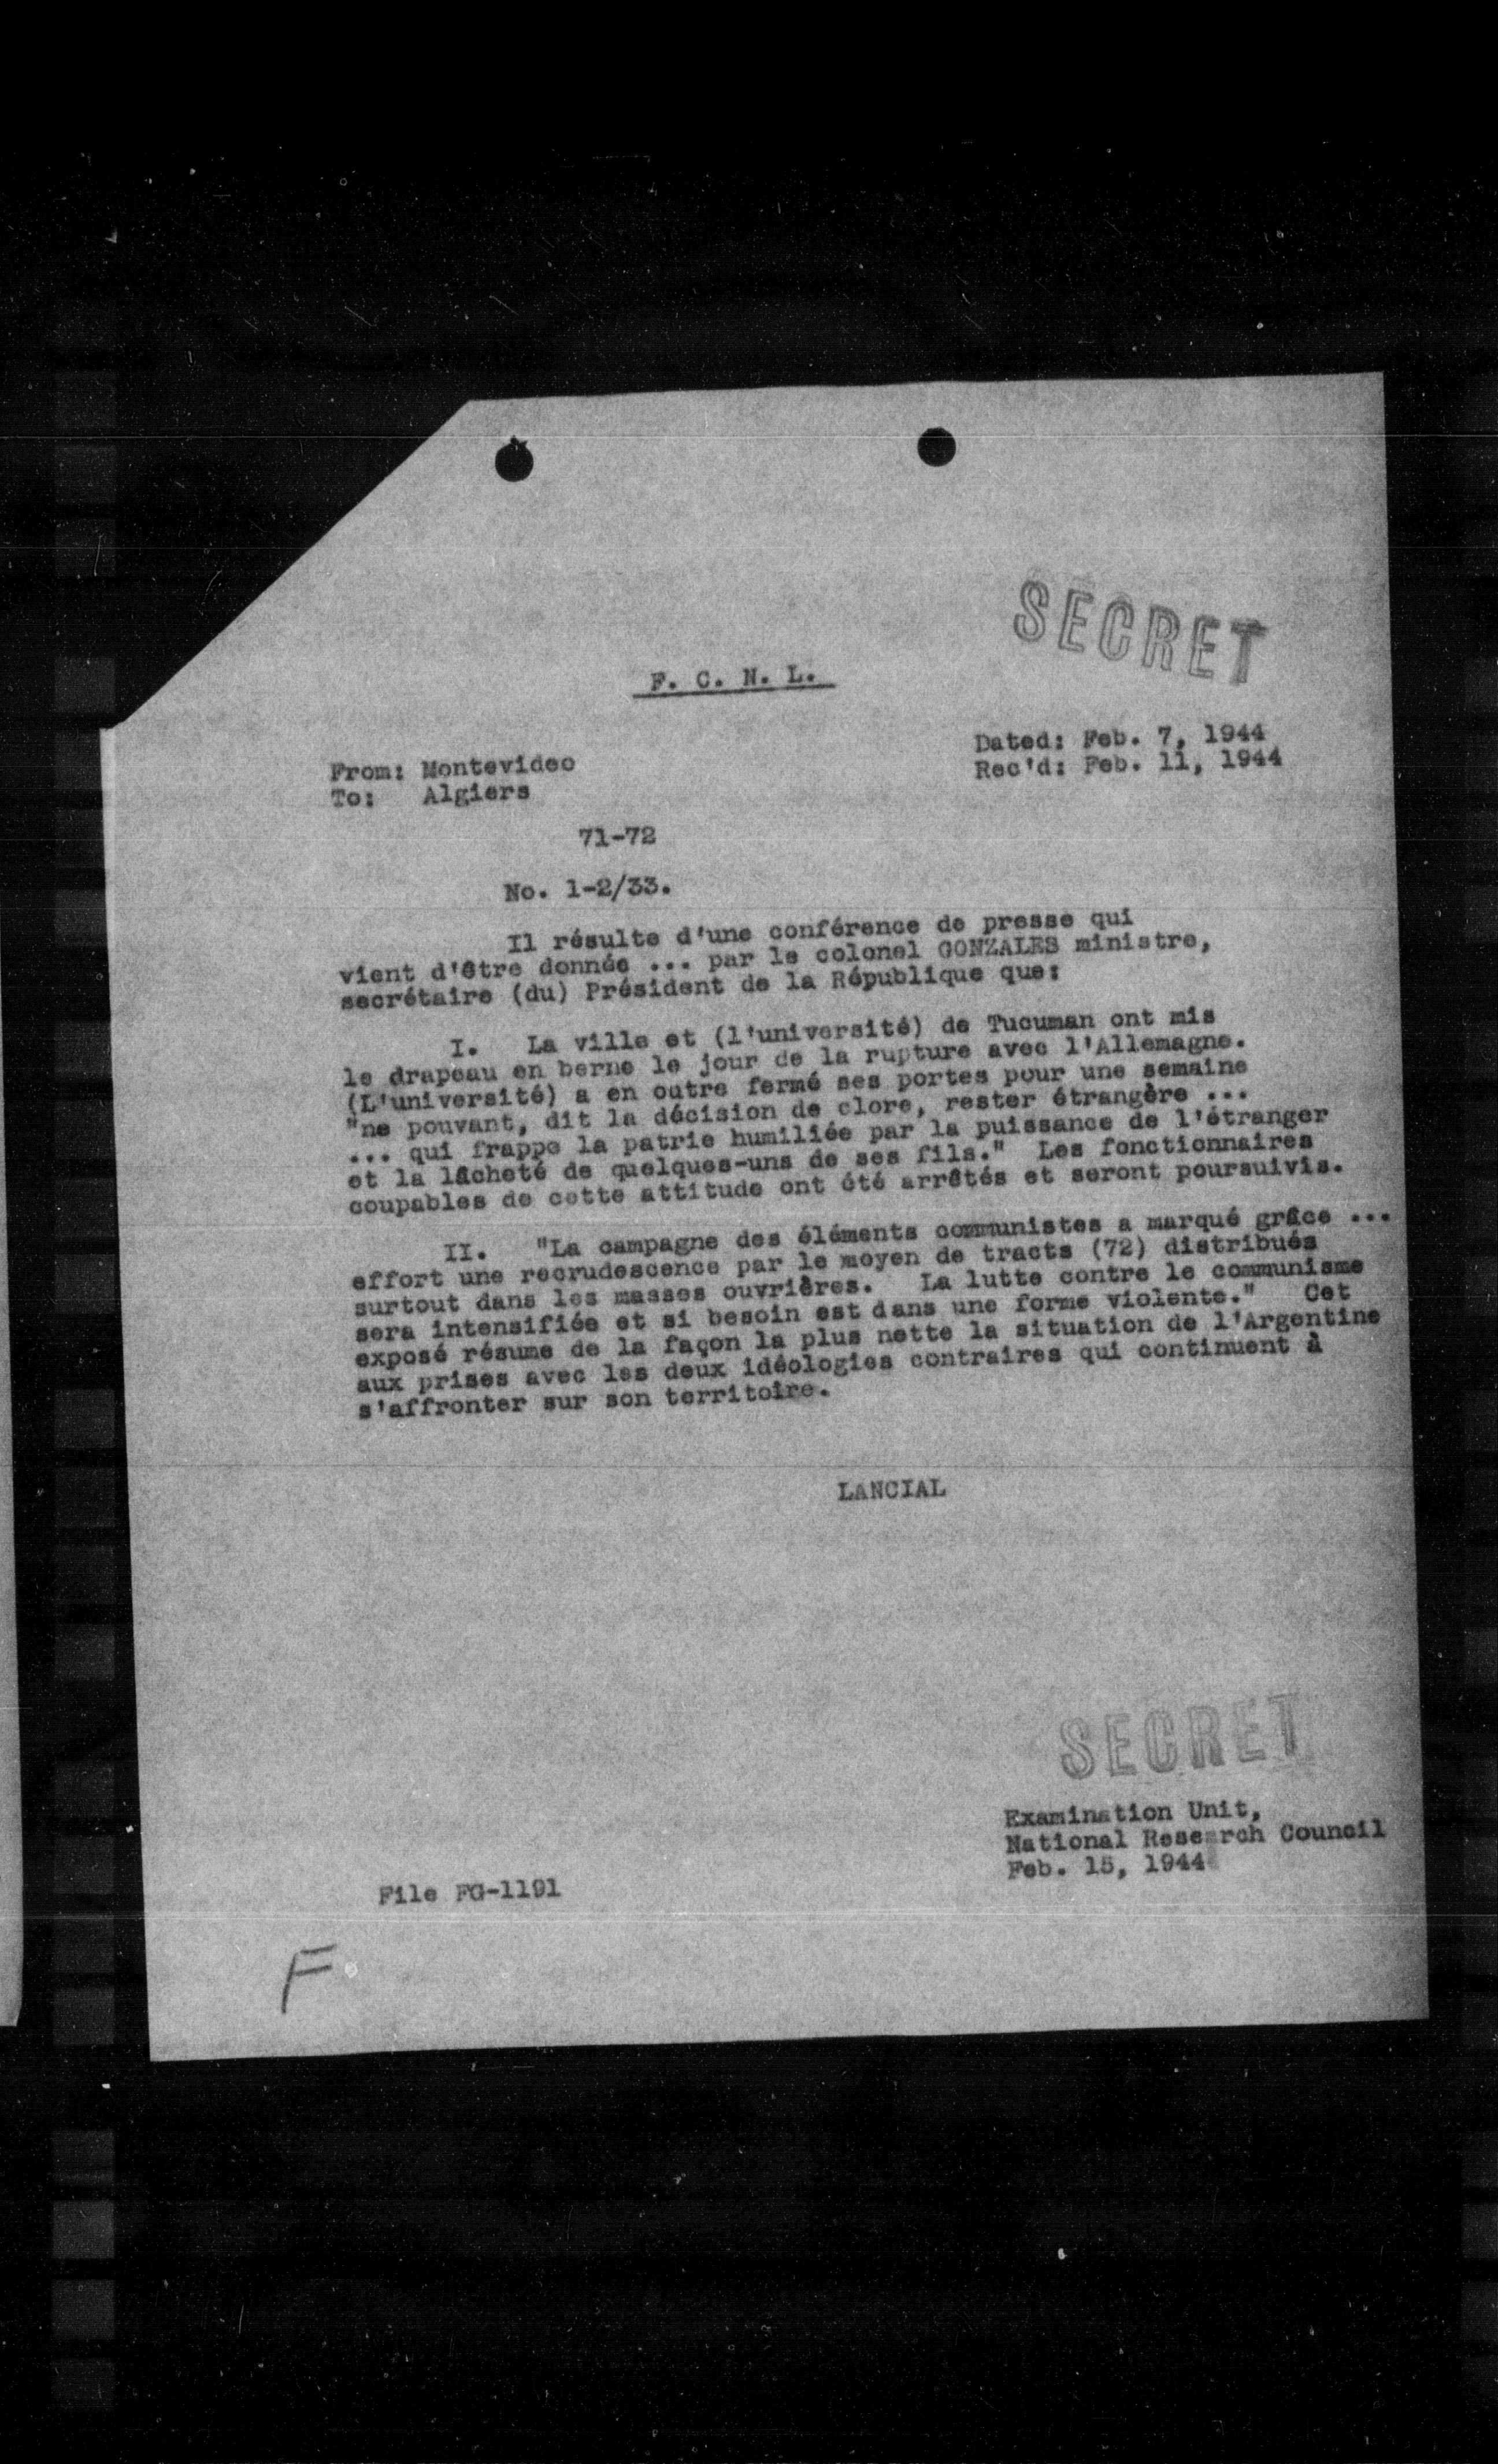 SECRET
F. C. N. L.
Dated: Feb. 7, 1944
Rec'd: Feb. 11, 1944
From: Montevideo
To: Algiers
71-72
No. 1-2/33.
Il résulte d'une conférence de presse qui
vient d'être donnée ... par le colonel GONZALES ministre,
secrétaire (du) Président de la République que:
I. La ville et (l'université) de Tucuman ont mis
le drapeau en berne le jour de la rupture avec l'Allemagne.
(L'université) a en outre fermé ses portes pour une semaine
"ne pouvant, dit la décision de clore, rester étrangère ...
... qui frappe la patrie humiliée par la puissance de l'étranger
et la lâcheté de quelques-uns de ses fils." Les fonctionnaires
coupables de cette attitude ont été arrêtés et seront poursuivis.
II. "La campagne des éléments communistes a marqué grâce ...
effort une recrudescence par le moyen de tracts (72) distribués
surtout dans les masses ouvrières. La lutte contre le communisme
sera intensifiée et si besoin est dans une forme violente." Cet
exposé résume de la façon la plus nette la situation de l'Argentine
aux prises avec les deux idéologies contraires qui continuent à
s'affronter sur son territoire.
LANCIAL
SECRET
Examination Unit,
National Research Council
Feb. 15, 1944
File FG-1191
F